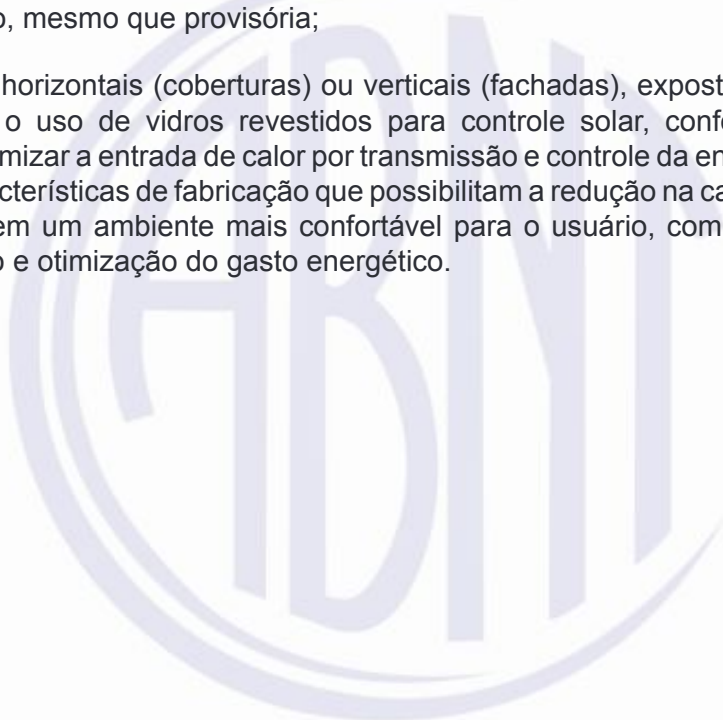 o, mesmo que provisória;
horizontais (coberturas) ou verticais (fachadas), expost
o uso de vidros revestidos para controle solar, conf
mizar a entrada de calor por transmissão e controle da en
cterísticas de fabricação que possibilitam a redução na ca
em um ambiente mais confortável para o usuário, com
o e otimização do gasto energético.
ABNT